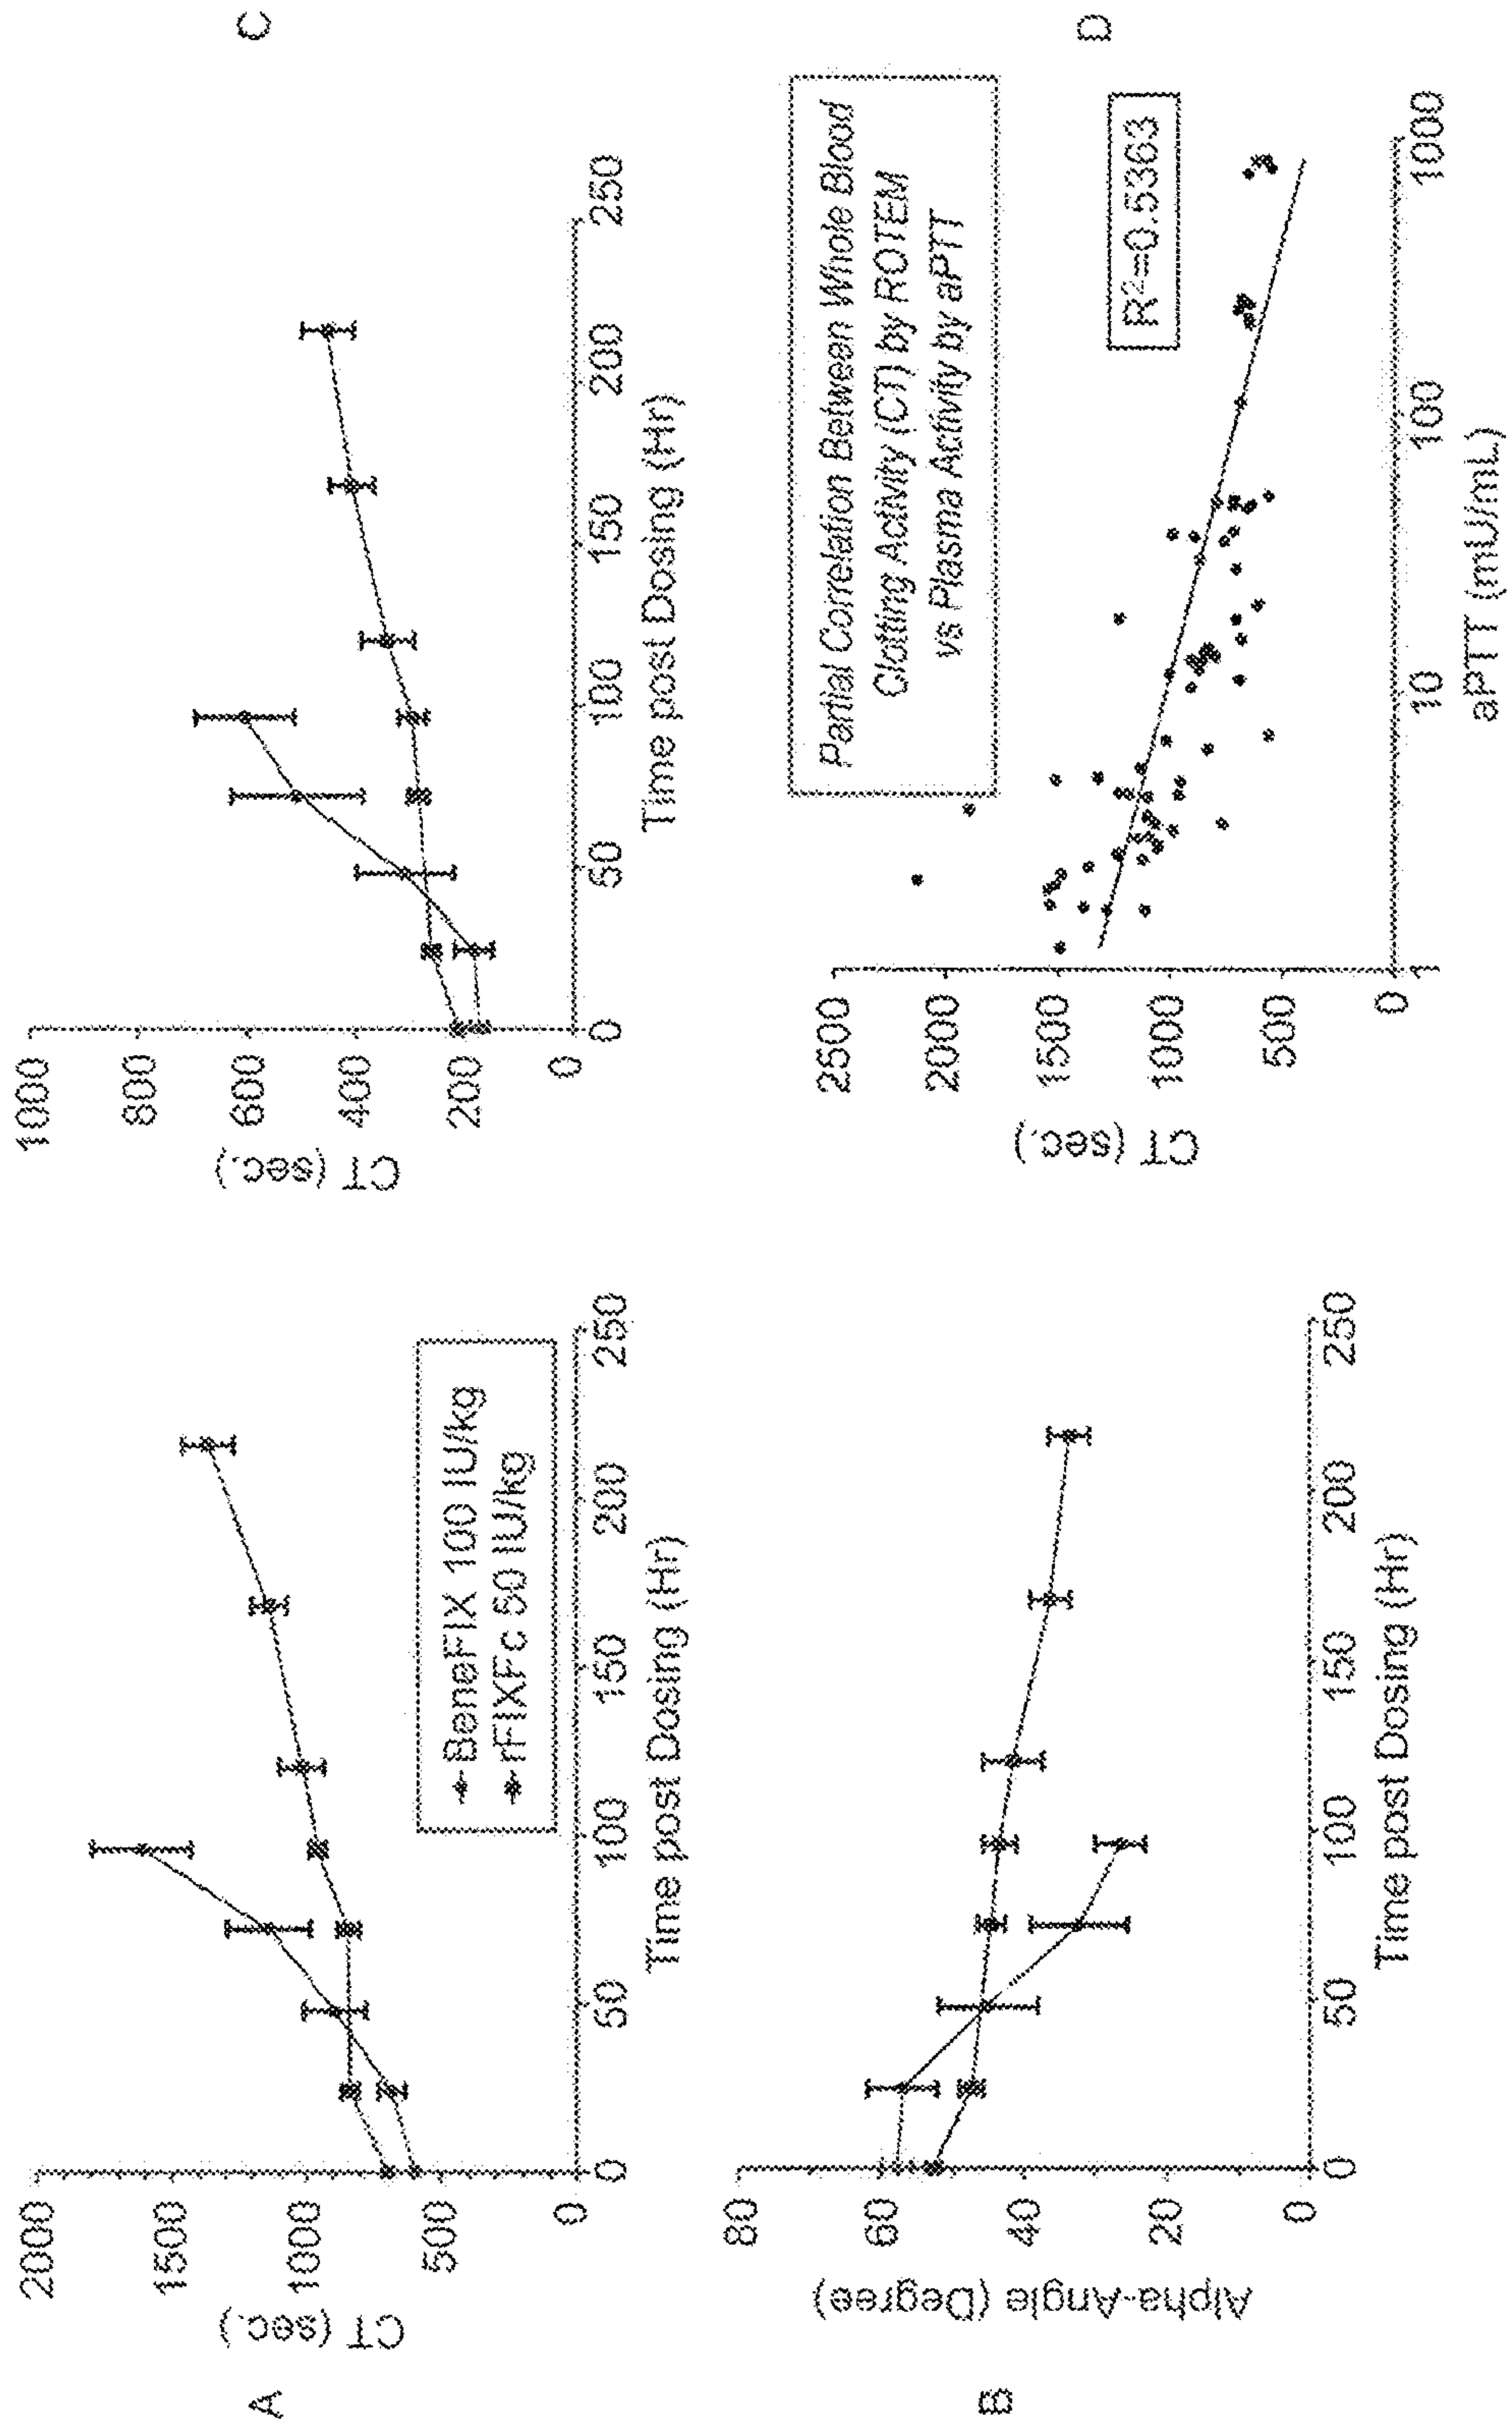 A
CT (sec.)
2000
1500
1000
500
0
0
50
100
150
200
250
Time post Dosing (Hr)
BeneFIX 100 IU/kg
rFIXFc 50 IU/kg
B
Alpha-Angle (Degree)
80
60
40
20
0
0
50
100
150
200
250
Time post Dosing (Hr)
C
CT (sec.)
1000
800
600
400
200
0
0
50
100
150
200
250
Time post Dosing (Hr)
D
Partial Correlation Between Whole Blood
Clotting Activity (CT) by ROTEM
vs Plasma Activity by aPTT
R²=0.5363
CT (sec.)
2500
2000
1500
1000
500
0
10
100
1000
aPTT (mU/mL)